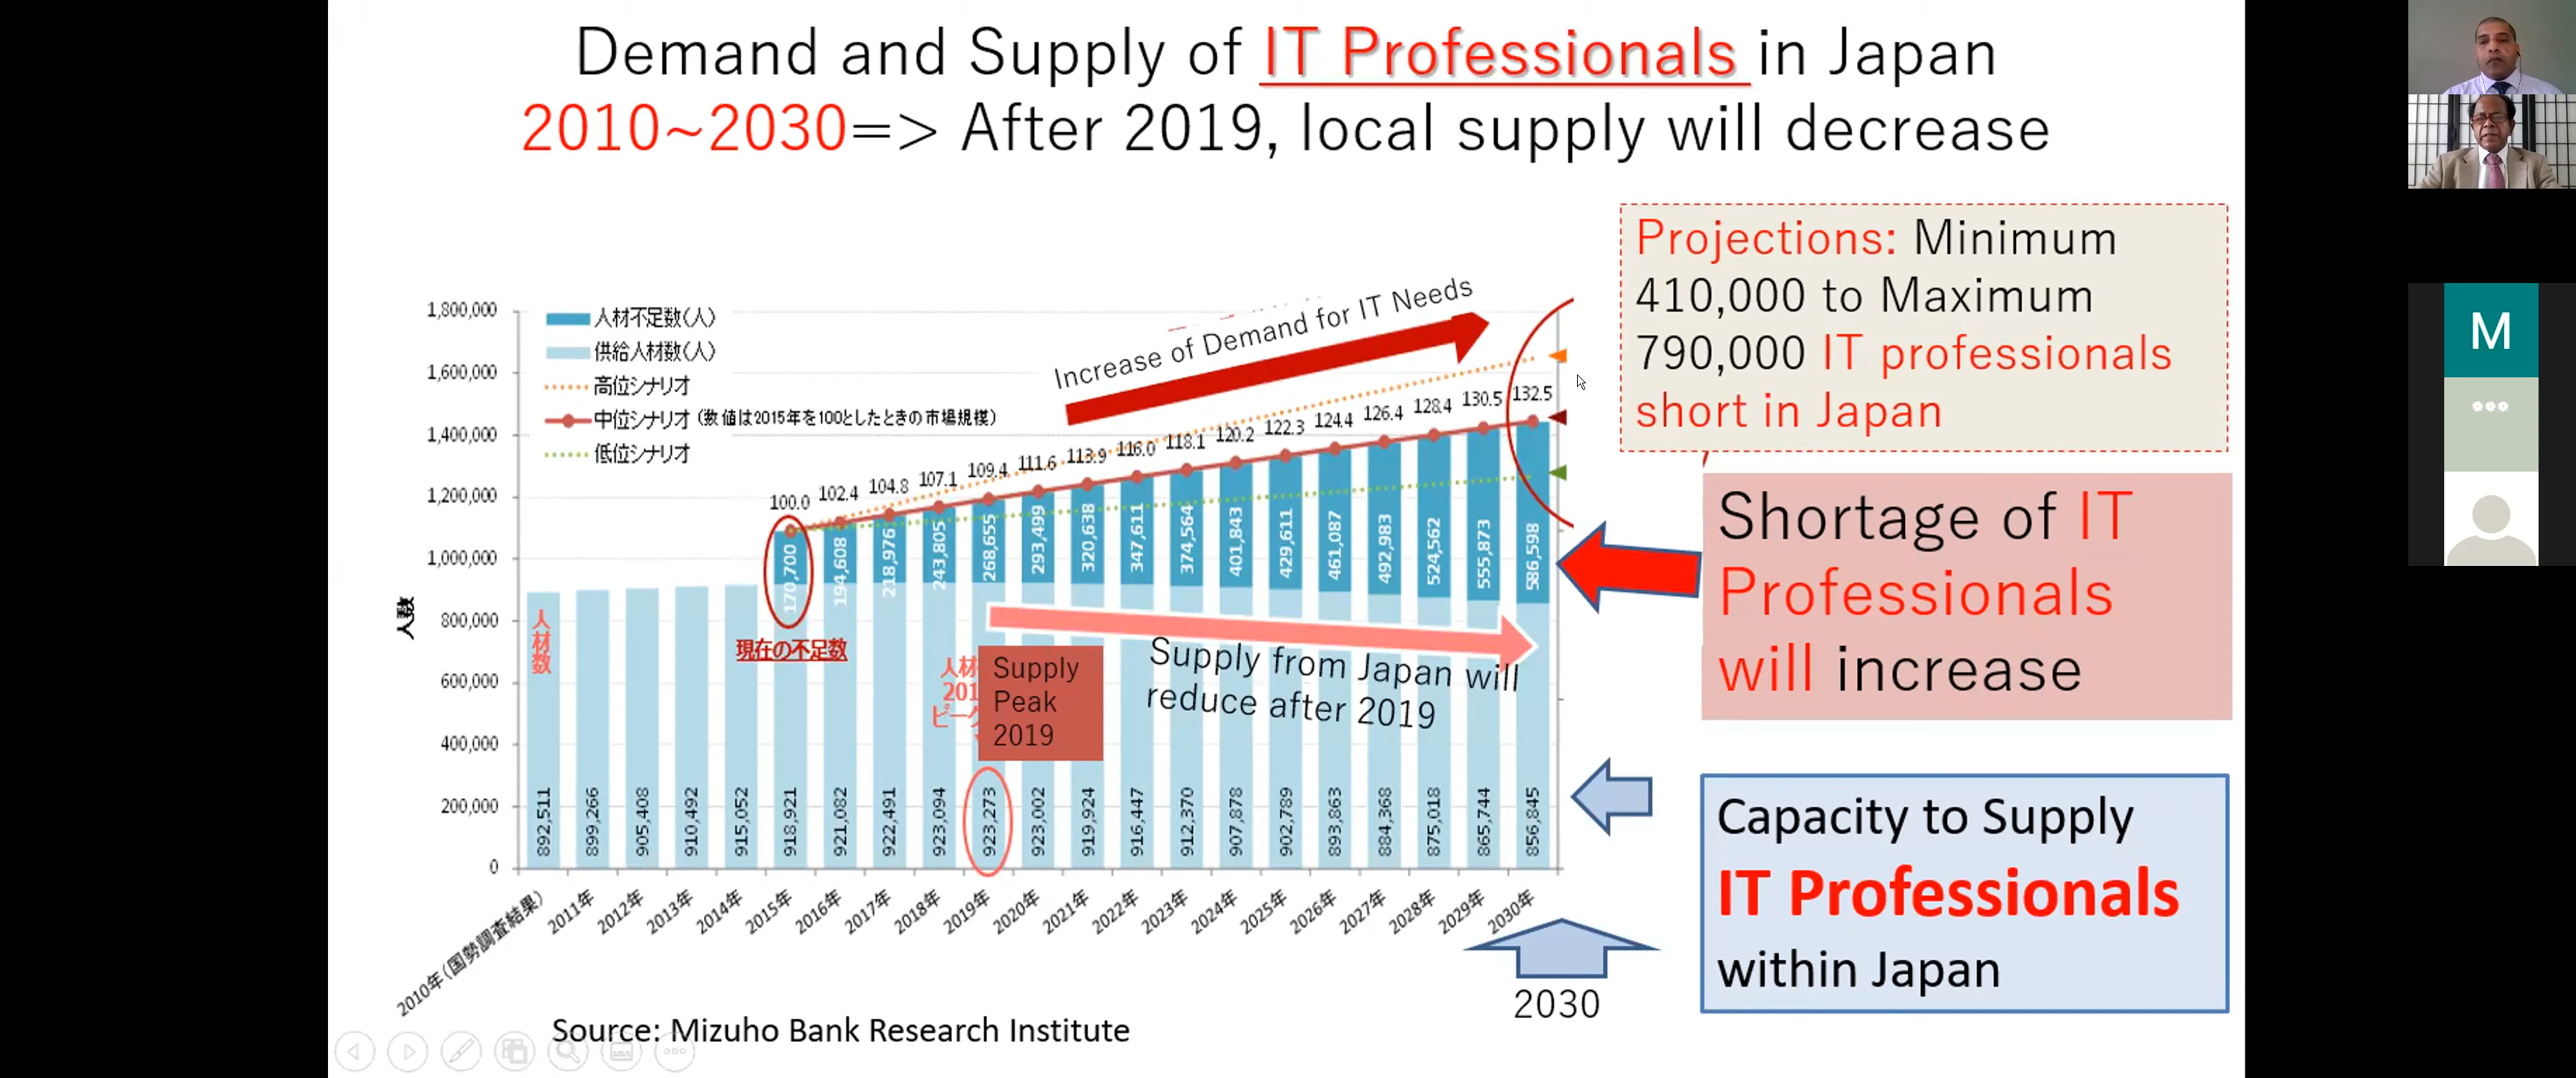 Demand and Supply of IT Professionals in Japan
2010~2030=> After 2019, local supply will decrease
Projections: Minimum
410,000 to Maximum
790,000 IT professionals
short in Japan
Shortage of IT
Professionals
will increase
Capacity to Supply
IT Professionals
within Japan
人数
1,800,000
1,600,000
1,400,000
1,200,000
1,000,000
800,000
600,000
400,000
200,000
0
人材不足数(人)
供給人材数(人)
高位シナリオ
中位シナリオ (数値は2015年を100としたときの市場規模)
低位シナリオ
Increase of Demand for IT Needs
100.0 102.4 104.8 107.1 109.4 111.6 113.9 116.0 118.1 120.2 122.3 124.4 126.4 128.4 130.5 132.5
170,700 194,608 218,976 243,805 268,655 293,499 320,638 347,611 374,564 401,843 429,611 461,087 492,983 524,562 555,873 586,598
人材数
現在の不足数
人材
201
ピーク
Supply
Peak
2019
Supply from Japan will
reduce after 2019
892,511 899,266 905,408 910,492 915,052 918,921 921,082 922,491 923,094 923,273 923,002 919,924 916,447 912,370 907,878 902,789 893,863 884,368 875,018 865,744 856,845
2010年(国勢調査結果) 2011年 2012年 2013年 2014年 2015年 2016年 2017年 2018年 2019年 2020年 2021年 2022年 2023年 2024年 2025年 2026年 2027年 2028年 2029年 2030年
2030
Source: Mizuho Bank Research Institute
M